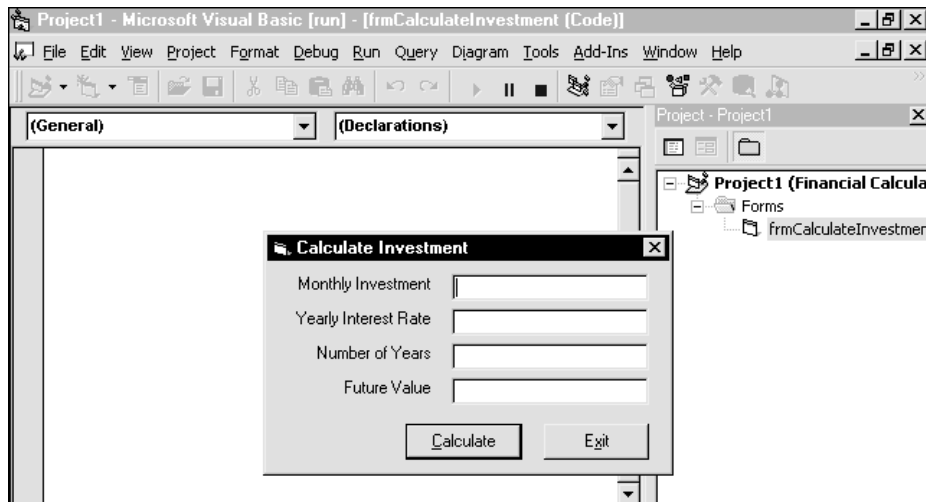 Project1 - Microsoft Visual Basic [run] - [frmCalculateInvestment (Code)]
File Edit View Project Format Debug Run Query Diagram Tools Add-Ins Window Help
(General) (Declarations)
Project - Project1
Project1 (Financial Calcula
Forms
frmCalculateInvestmen
Calculate Investment
Monthly Investment
Yearly Interest Rate
Number of Years
Future Value
Calculate Exit